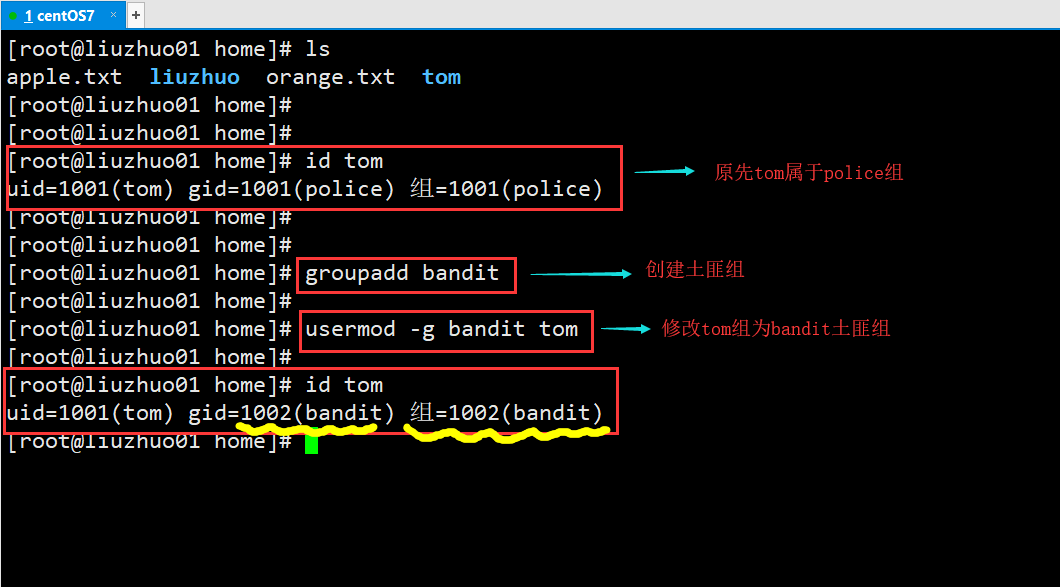 1 centOS7 × +
[root@liuzhuo01 home]# ls
apple.txt  liuzhuo  orange.txt  tom
[root@liuzhuo01 home]#
[root@liuzhuo01 home]#
[root@liuzhuo01 home]# id tom
uid=1001(tom) gid=1001(police) 组=1001(police)
原先tom属于police组
[root@liuzhuo01 home]#
[root@liuzhuo01 home]#
[root@liuzhuo01 home]# groupadd bandit
创建土匪组
[root@liuzhuo01 home]#
[root@liuzhuo01 home]# usermod -g bandit tom
修改tom组为bandit土匪组
[root@liuzhuo01 home]#
[root@liuzhuo01 home]# id tom
uid=1001(tom) gid=1002(bandit) 组=1002(bandit)
[root@liuzhuo01 home]#